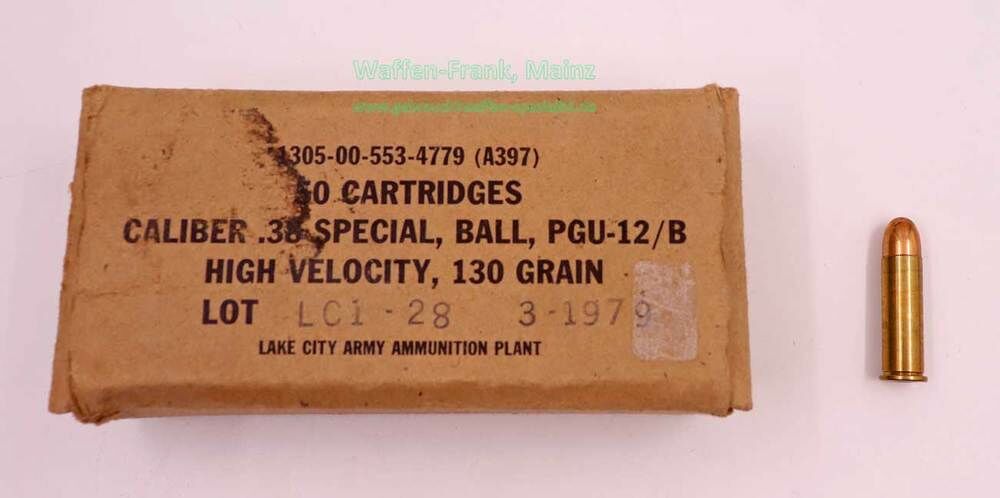 Waffen-Frank, Mainz
1305-00-553-4779 (A397)
50 CARTRIDGES
CALIBER .38 SPECIAL, BALL, PGU-12/B
HIGH VELOCITY, 130 GRAIN
LOT LC1-28 3-1979
LAKE CITY ARMY AMMUNITION PLANT